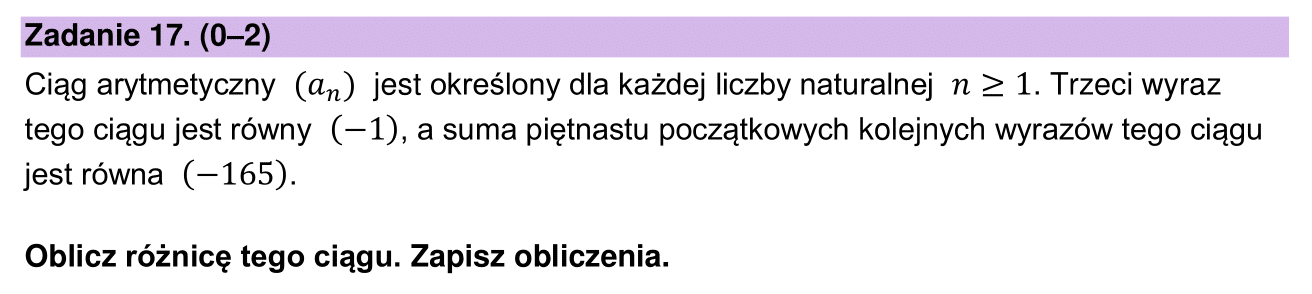 Zadanie 17. (0–2)
Ciąg arytmetyczny (aₙ) jest określony dla każdej liczby naturalnej n ≥ 1. Trzeci wyraz
tego ciągu jest równy (−1), a suma piętnastu początkowych kolejnych wyrazów tego ciągu
jest równa (−165).
Oblicz różnicę tego ciągu. Zapisz obliczenia.